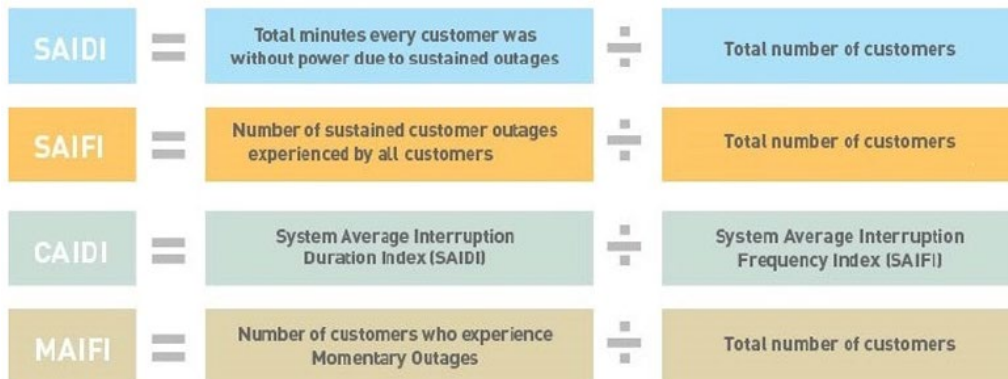 SAIDI = Total minutes every customer was ÷ Total number of customers
without power due to sustained outages
SAIFI = Number of sustained customer outages ÷ Total number of customers
experienced by all customers
CAIDI = System Average Interruption ÷ System Average Interruption
Duration Index (SAIDI) Frequency Index (SAIFI)
MAIFI = Number of customers who experience ÷ Total number of customers
Momentary Outages